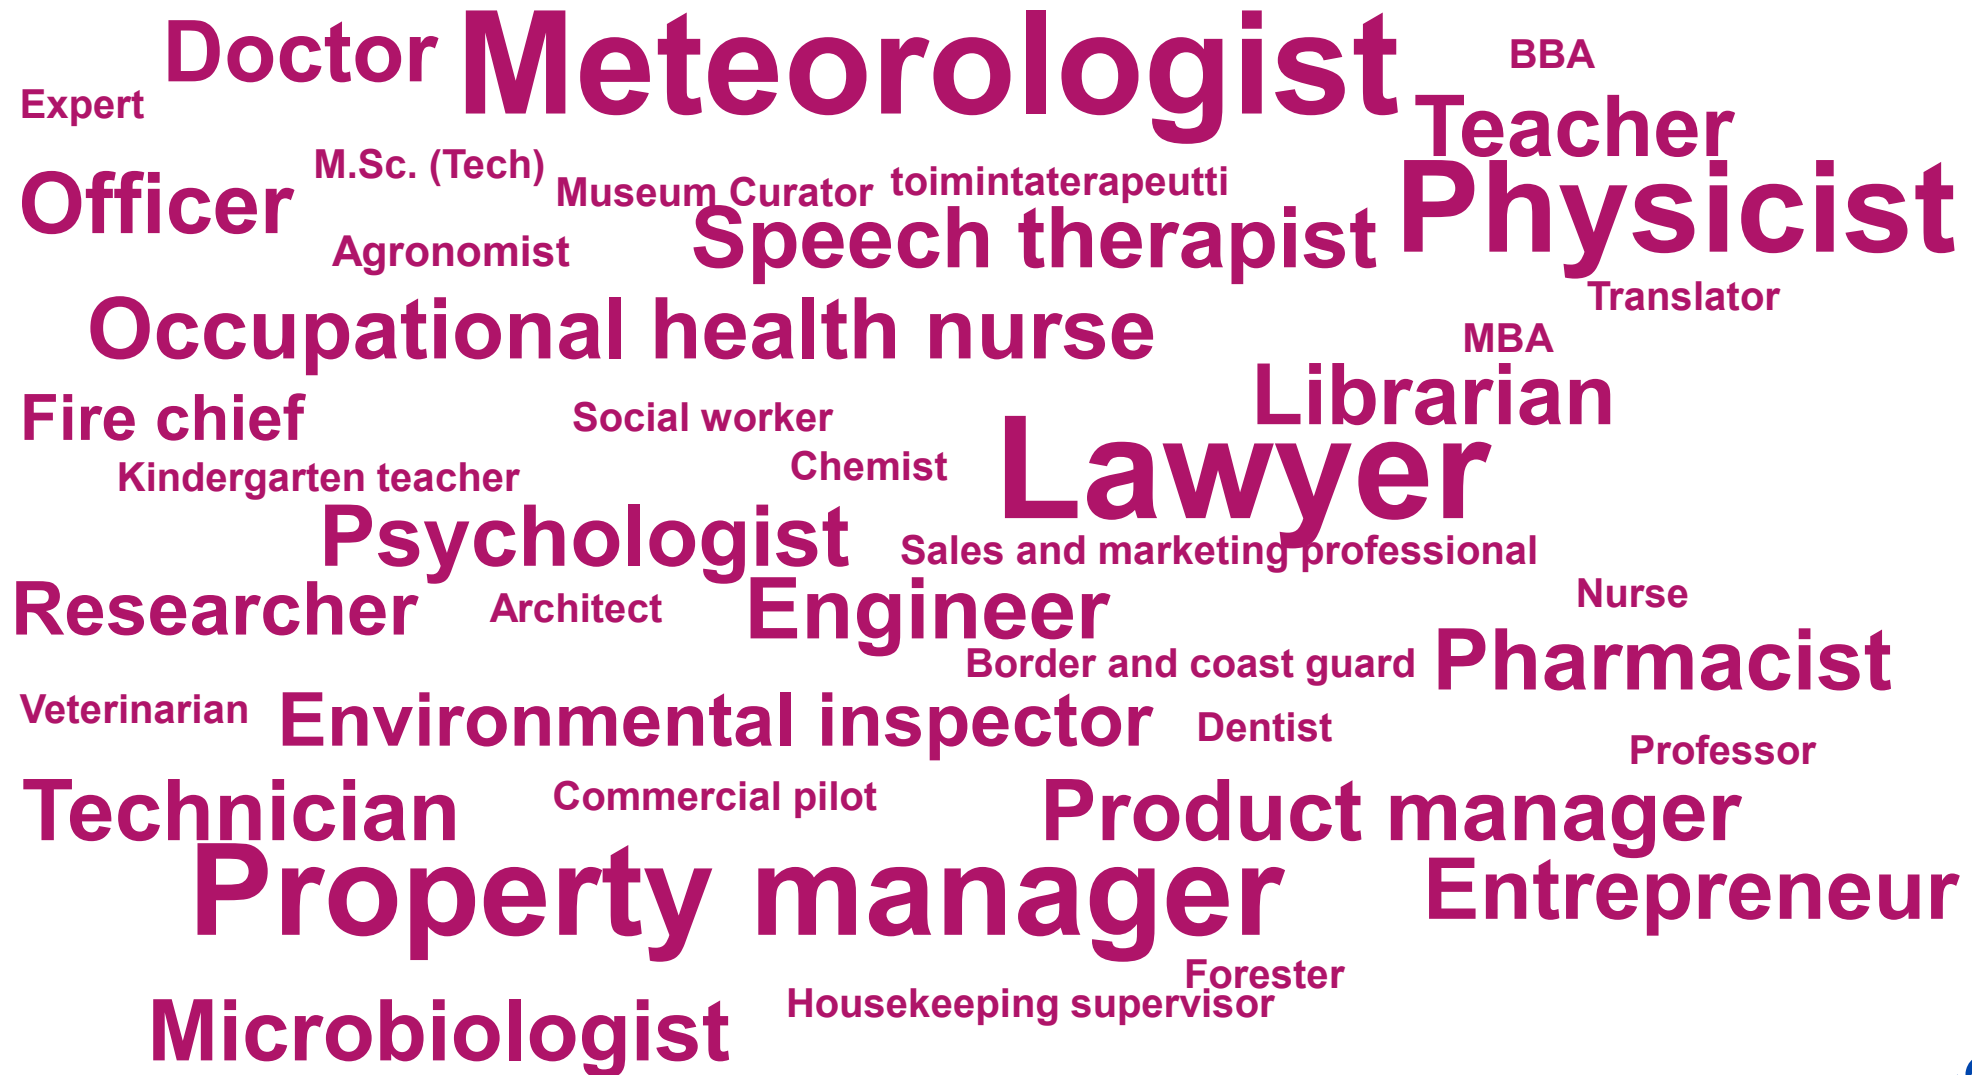 Doctor
Meteorologist
BBA
Expert
Teacher
M.Sc. (Tech)
Museum Curator
toimintaterapeutti
Officer
Physicist
Agronomist
Speech therapist
Translator
Occupational health nurse
MBA
Librarian
Fire chief
Social worker
Lawyer
Kindergarten teacher
Chemist
Psychologist
Sales and marketing professional
Researcher
Architect
Engineer
Nurse
Border and coast guard
Pharmacist
Veterinarian
Environmental inspector
Dentist
Professor
Technician
Commercial pilot
Product manager
Property manager
Entrepreneur
Forester
Housekeeping supervisor
Microbiologist